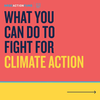 WHAT YOU
CAN DO TO
FIGHT FOR
CLIMATE ACTION